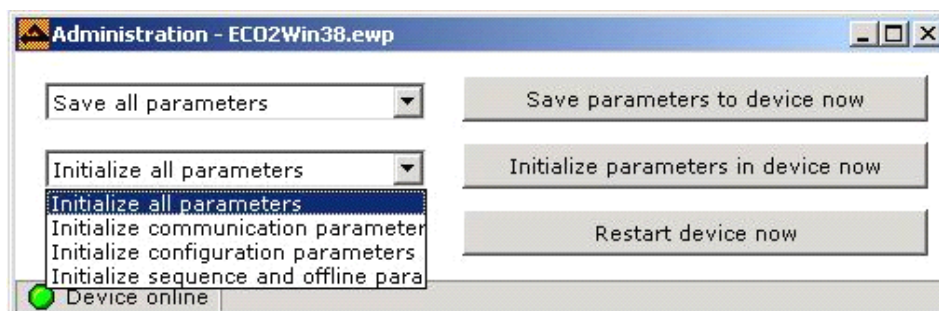 Administration - ECO2Win38.ewp
Save all parameters
Save parameters to device now
Initialize all parameters
Initialize parameters in device now
Initialize all parameters
Initialize communication parameter
Initialize configuration parameters
Initialize sequence and offline para
Restart device now
Device online